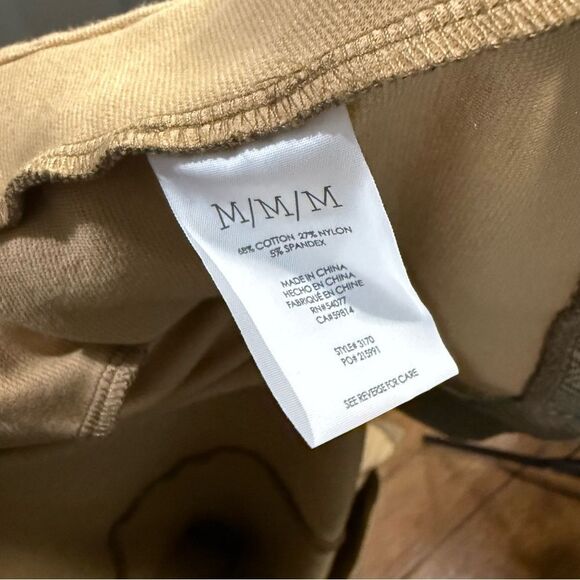 M/M/M
68% COTTON 27% NYLON
5% SPANDEX
MADE IN CHINA
HECHO EN CHINA
FABRIQUÉ EN CHINE
RN#54077
CA#59814
STYLE# 3170
PO# 215991
SEE REVERSE FOR CARE